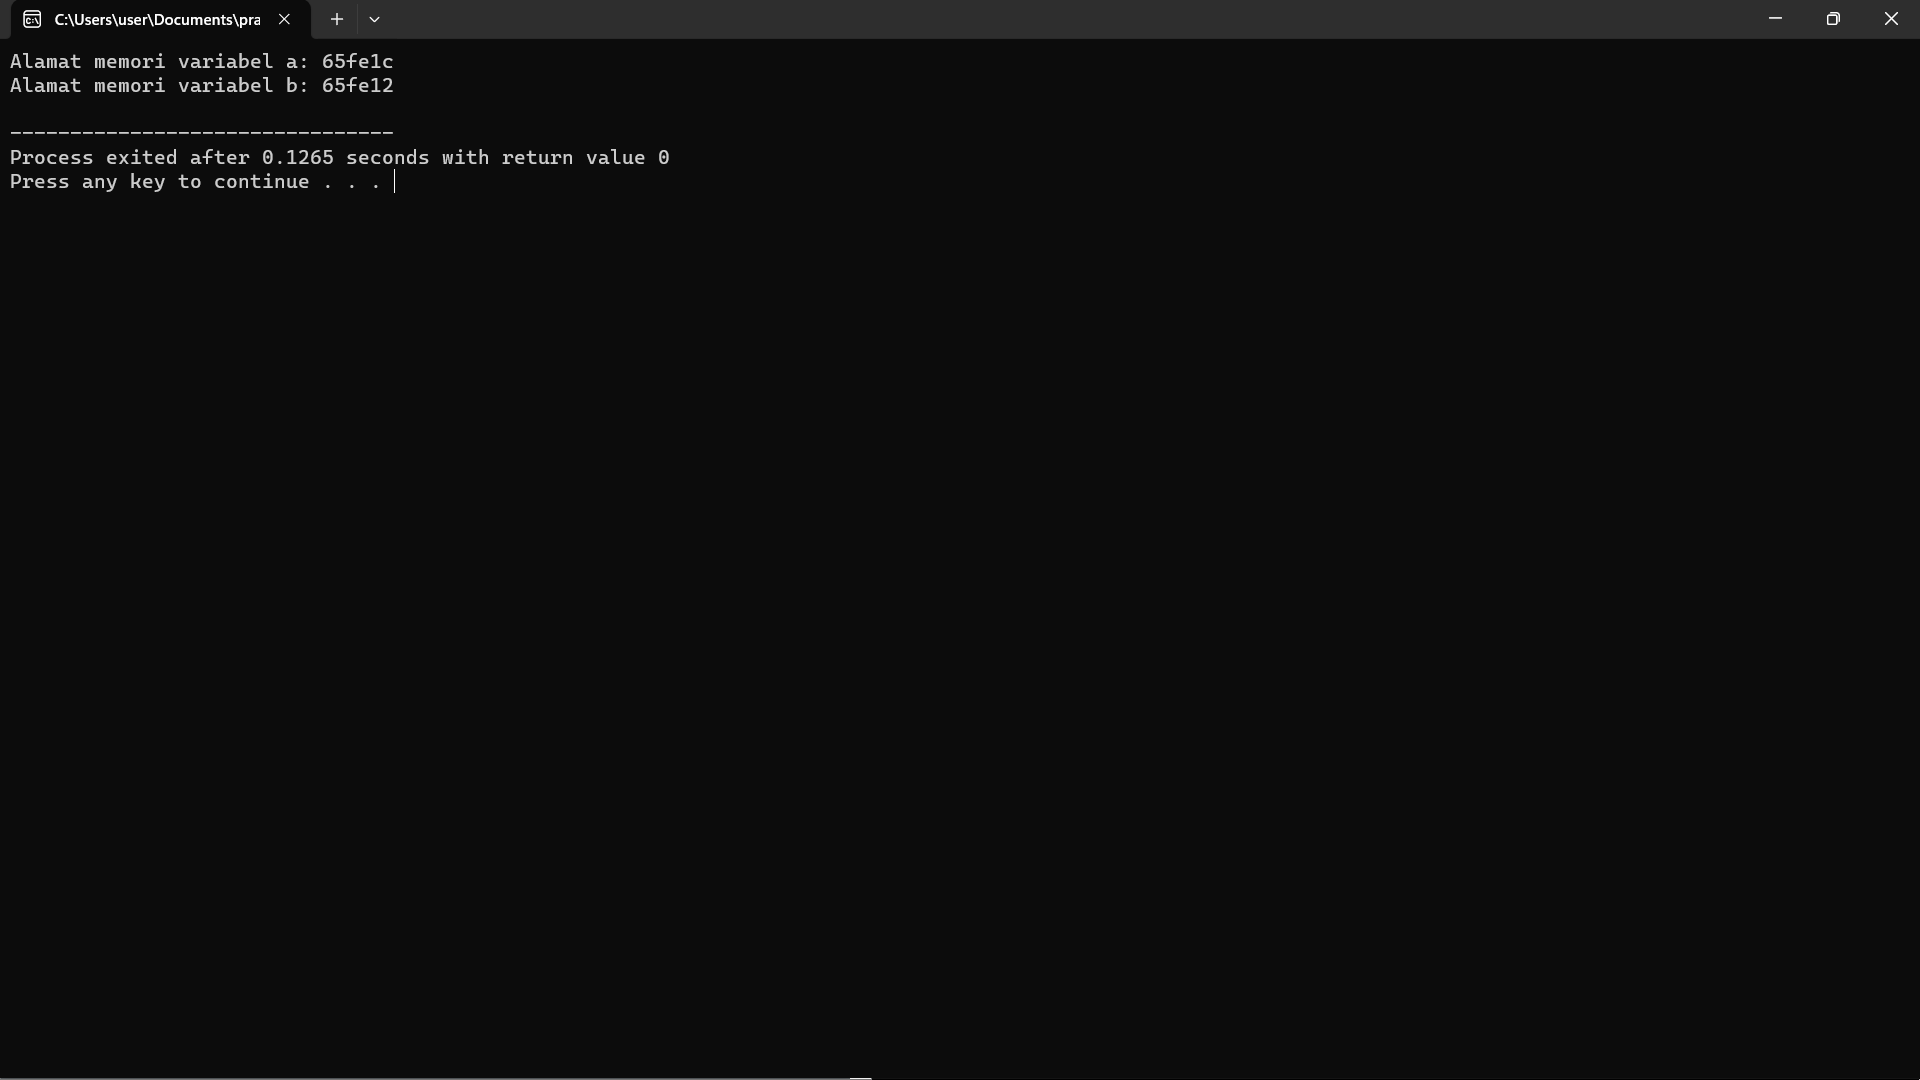 C:\Users\user\Documents\pra
Alamat memori variabel a: 65fe1c
Alamat memori variabel b: 65fe12
--------------------------------
Process exited after 0.1265 seconds with return value 0
Press any key to continue . . .